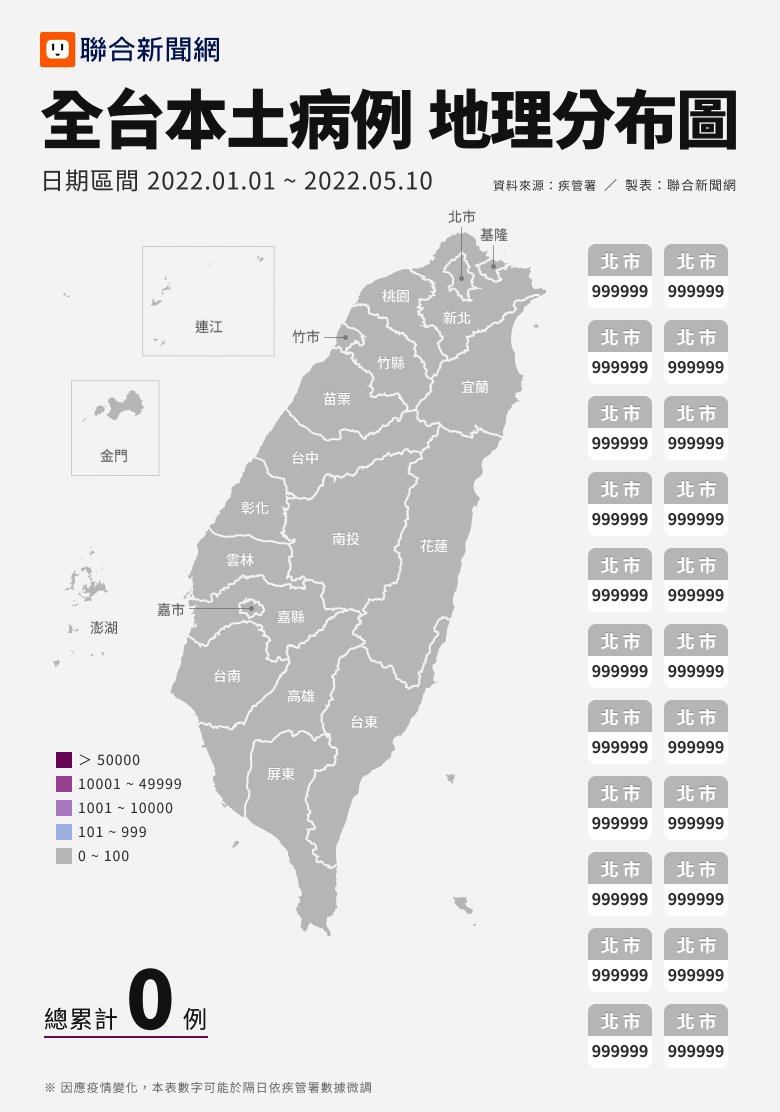 聯合新聞網
全台本土病例 地理分布圖
日期區間 2022.01.01 ~ 2022.05.10
資料來源：疾管署 ／ 製表：聯合新聞網
北市
基隆
連江
桃園
新北
竹市
竹縣
宜蘭
苗栗
金門
台中
彰化
南投
花蓮
雲林
嘉市
嘉縣
澎湖
台南
高雄
台東
屏東
＞ 50000
10001 ~ 49999
1001 ~ 10000
101 ~ 999
0 ~ 100
北市 北市
999999 999999
北市 北市
999999 999999
北市 北市
999999 999999
北市 北市
999999 999999
北市 北市
999999 999999
北市 北市
999999 999999
北市 北市
999999 999999
北市 北市
999999 999999
北市 北市
999999 999999
北市 北市
999999 999999
北市 北市
999999 999999
總累計 0 例
※ 因應疫情變化，本表數字可能於隔日依疾管署數據微調